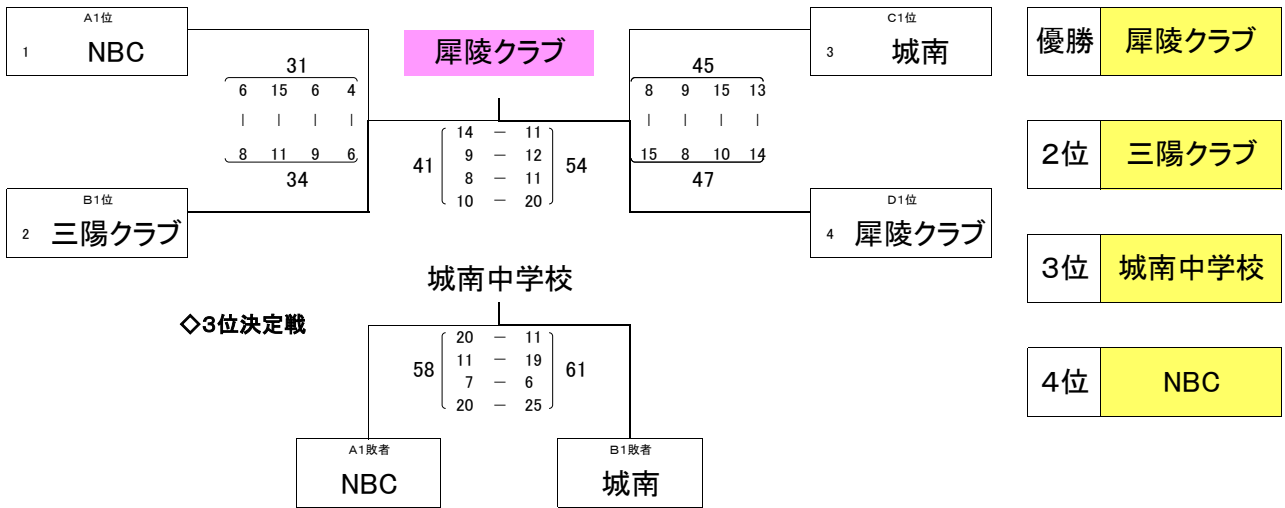 A1位
1 NBC
犀陵クラブ
C1位
3 城南
優勝 犀陵クラブ
31
6 15 6 4
| | | |
8 11 9 6
34
45
8 9 15 13
| | | |
15 8 10 14
47
41
14 － 11
9 － 12
8 － 11
10 － 20
54
2位 三陽クラブ
B1位
2 三陽クラブ
D1位
4 犀陵クラブ
3位 城南中学校
城南中学校
◇3位決定戦
58
20 － 11
11 － 19
7 － 6
20 － 25
61
4位 NBC
A1敗者
NBC
B1敗者
城南